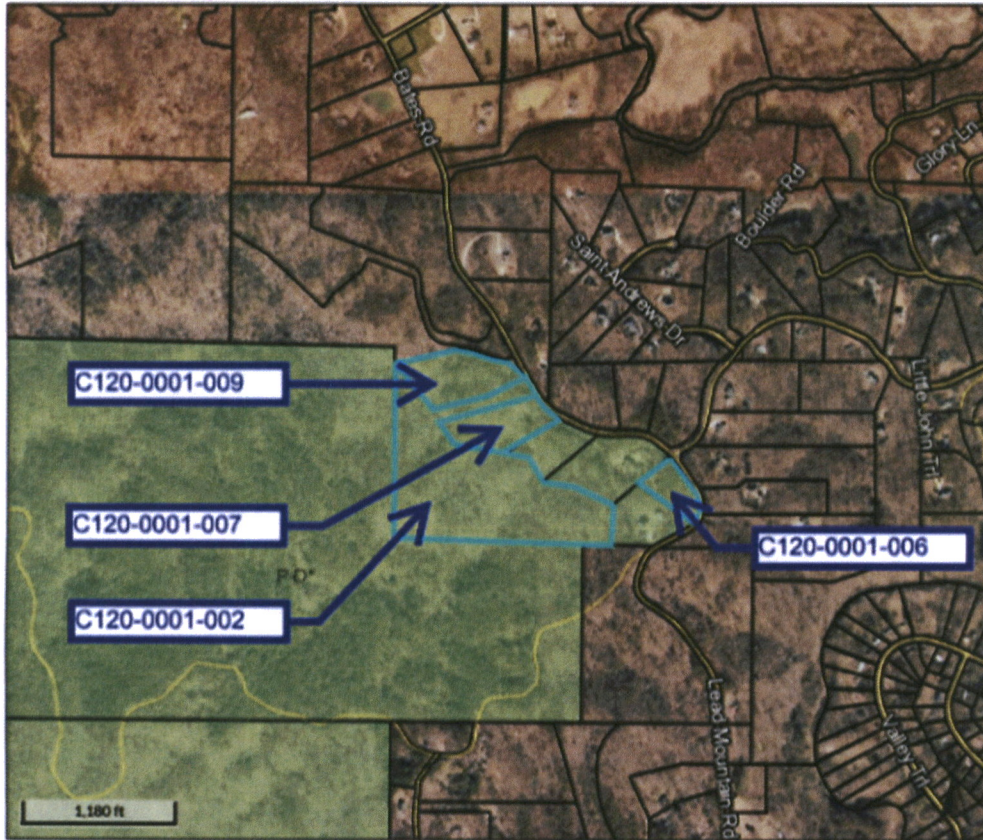 Bates Rd
Glory Ln
Boulder Rd
Saint Andrews Dr
C120-0001-009
Little John Trl
C120-0001-007
C120-0001-006
C120-0001-002
Lead Mountain Rd
Valley Trl
1,180 ft